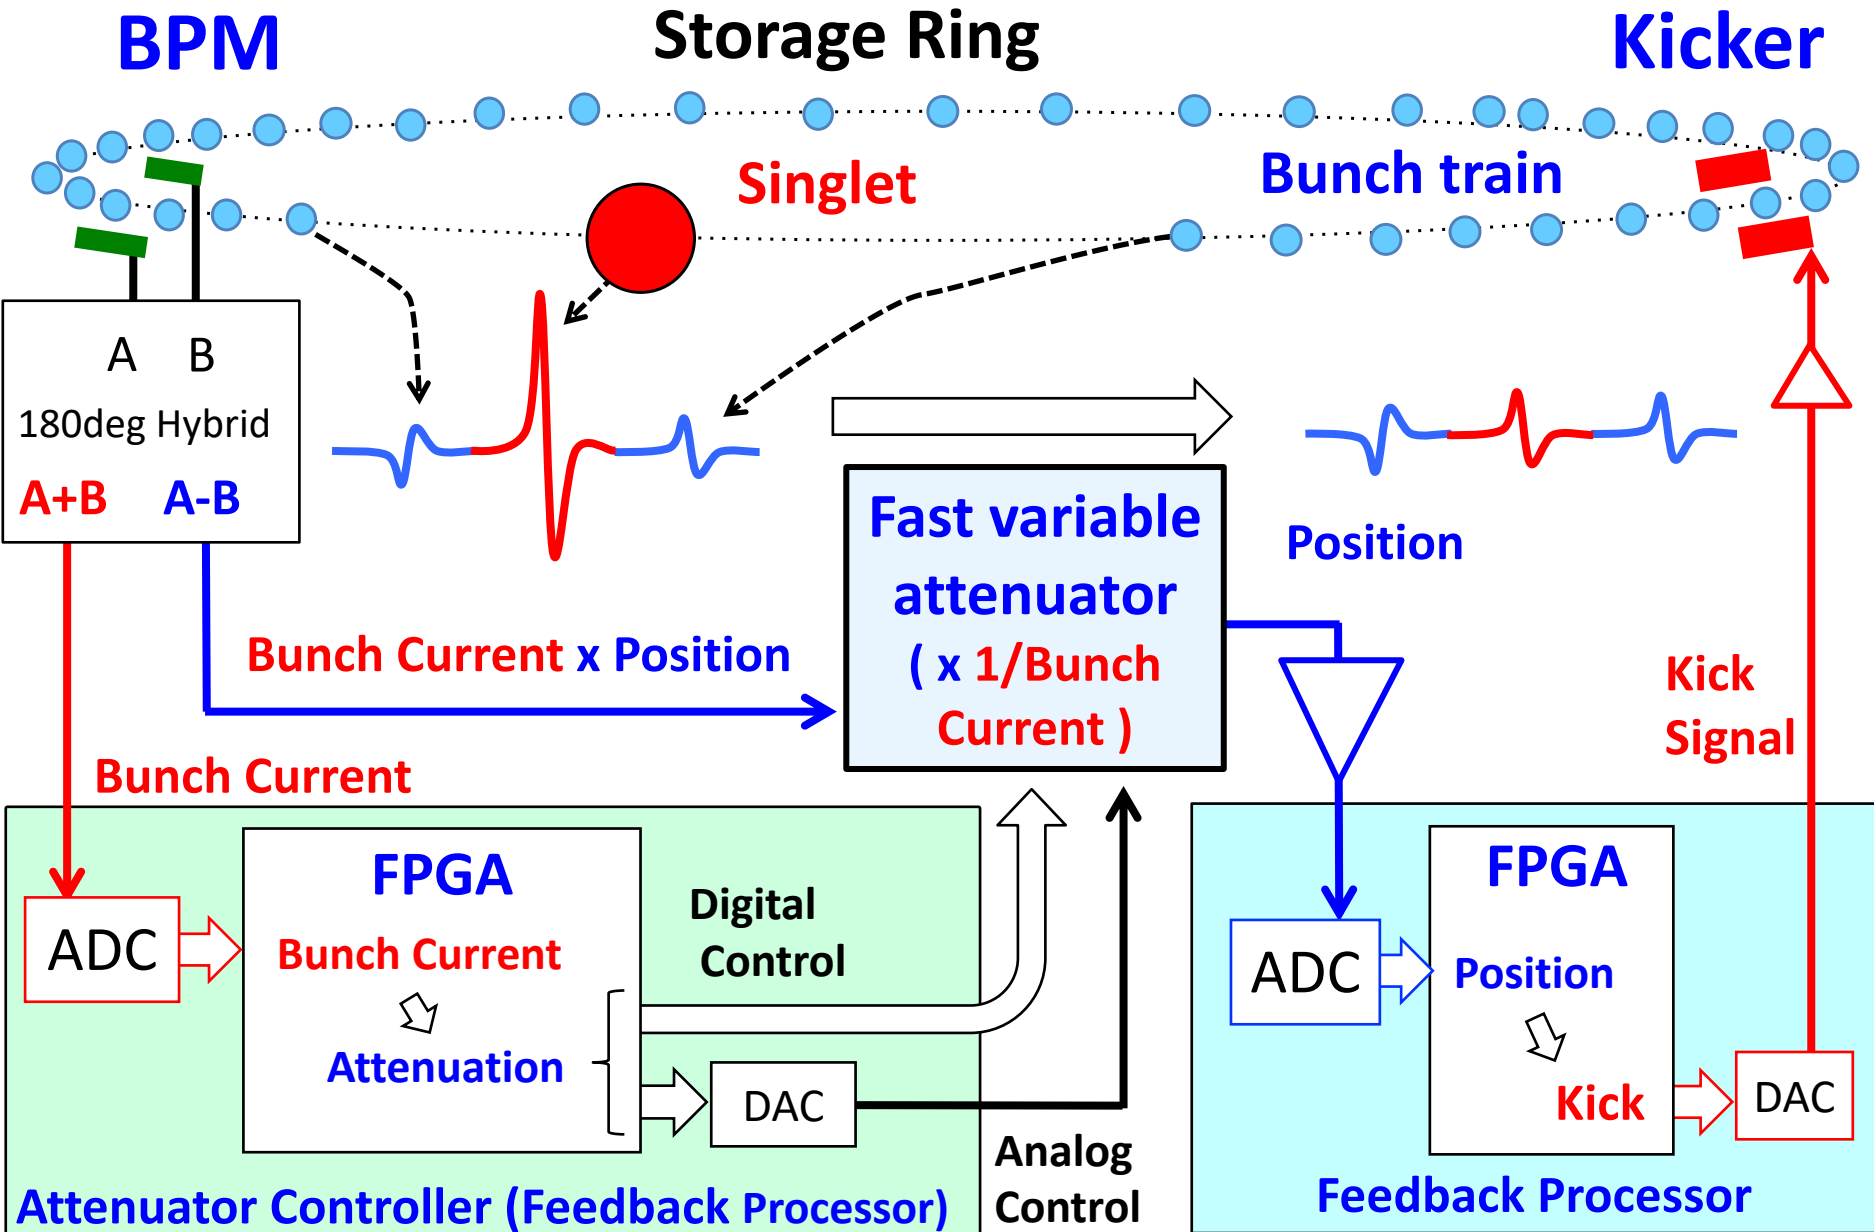 BPM
Storage Ring
Kicker
Singlet
Bunch train
A B
180deg Hybrid
A+B A-B
Fast variable
attenuator
( x 1/Bunch
Current )
Position
Bunch Current x Position
Kick
Signal
Bunch Current
FPGA
ADC
Bunch Current
Attenuation
Digital
Control
DAC
Analog
Control
Attenuator Controller (Feedback Processor)
FPGA
ADC
Position
Kick
DAC
Feedback Processor